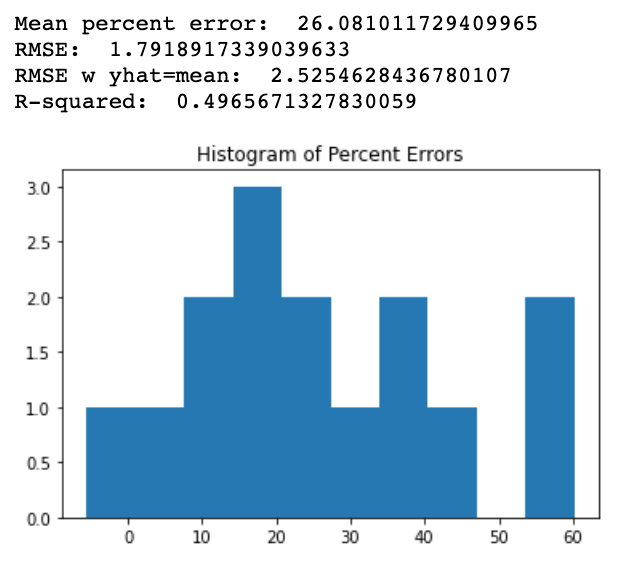 Mean percent error:  26.081011729409965
RMSE:  1.7918917339039633
RMSE w yhat=mean:  2.5254628436780107
R-squared:  0.4965671327830059
Histogram of Percent Errors
3.0
2.5
2.0
1.5
1.0
0.5
0.0
0 10 20 30 40 50 60